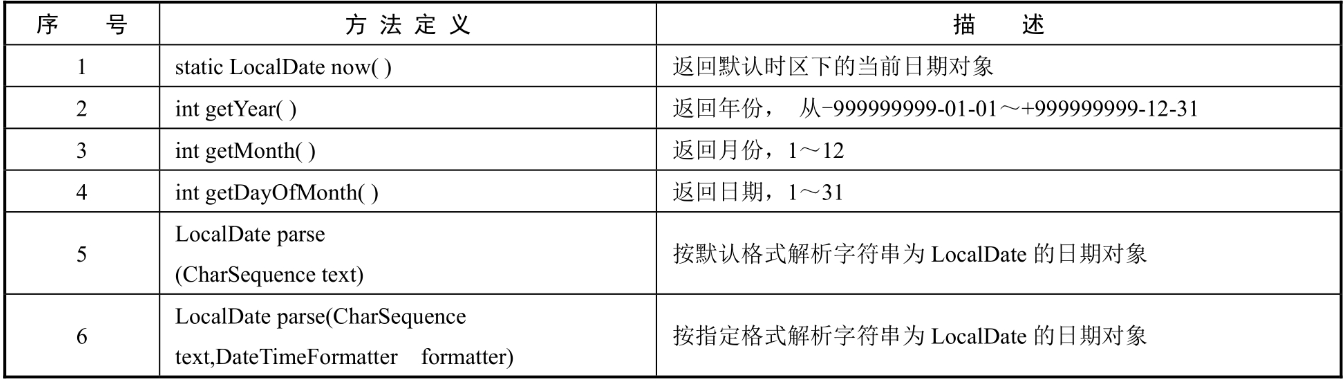 序 号 方 法 定 义 描 述
1 static LocalDate now( ) 返回默认时区下的当前日期对象
2 int getYear( ) 返回年份， 从-999999999-01-01～+999999999-12-31
3 int getMonth( ) 返回月份，1～12
4 int getDayOfMonth( ) 返回日期，1～31
5 LocalDate parse
(CharSequence text) 按默认格式解析字符串为 LocalDate 的日期对象
6 LocalDate parse(CharSequence
text,DateTimeFormatter formatter) 按指定格式解析字符串为 LocalDate 的日期对象